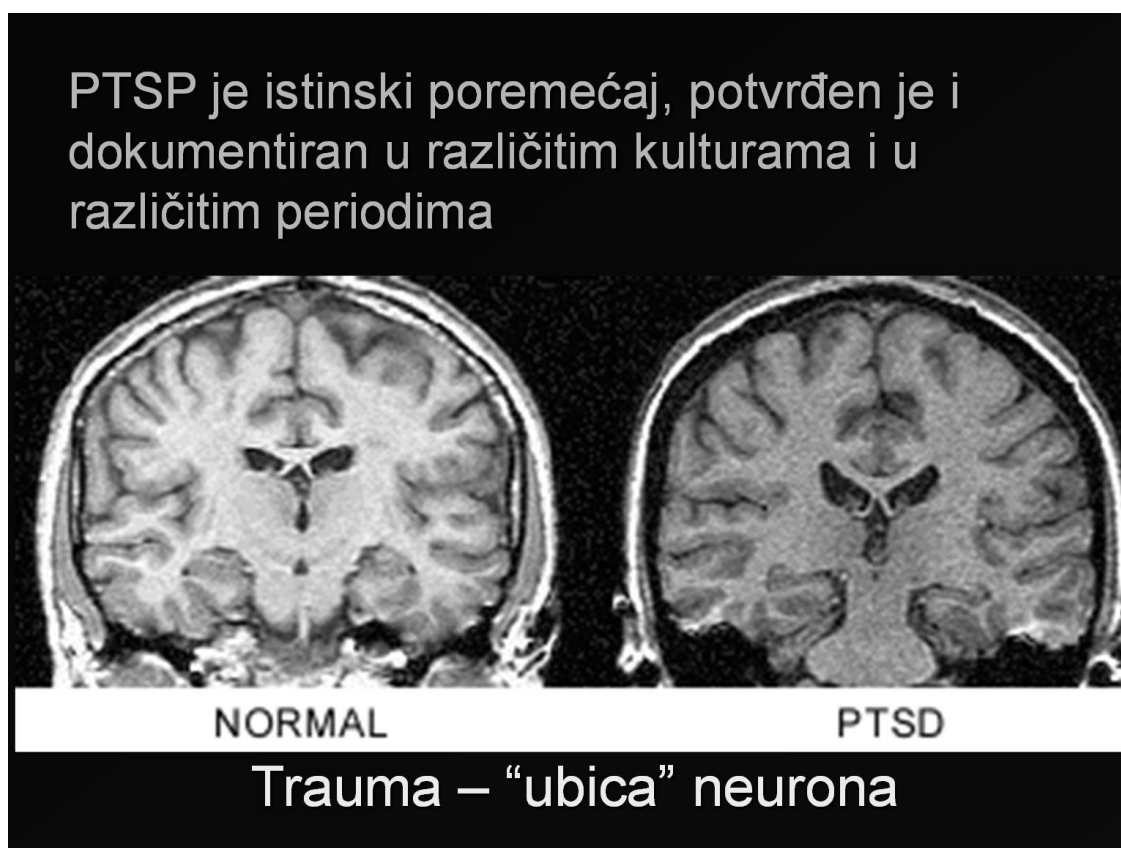 PTSP je istinski poremećaj, potvrđen je i
dokumentiran u različitim kulturama i u
različitim periodima
NORMAL
PTSD
Trauma – “ubica” neurona